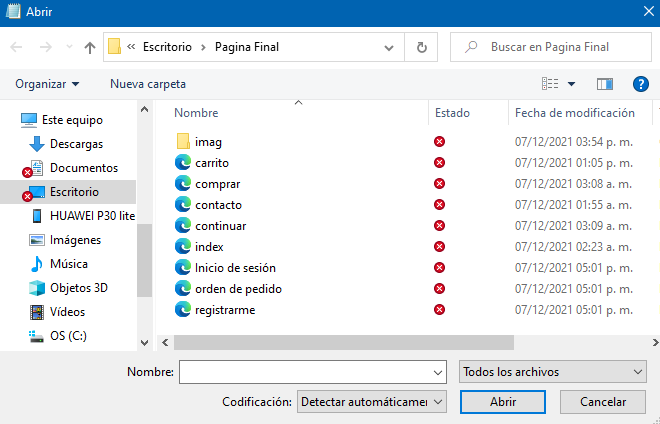 Abrir
Escritorio
Pagina Final
Buscar en Pagina Final
Organizar
Nueva carpeta
Este equipo
Descargas
Documentos
Escritorio
HUAWEI P30 lite
Imágenes
Música
Objetos 3D
Vídeos
OS (C:)
Nombre Estado Fecha de modificación
imag 07/12/2021 03:54 p. m.
carrito 07/12/2021 01:05 p. m.
comprar 07/12/2021 03:08 a. m.
contacto 07/12/2021 01:55 a. m.
continuar 07/12/2021 03:09 a. m.
index 07/12/2021 02:23 a. m.
Inicio de sesión 07/12/2021 05:01 p. m.
orden de pedido 07/12/2021 05:01 p. m.
registrarme 07/12/2021 05:01 p. m.
Nombre:
Todos los archivos
Codificación: Detectar automáticamen
Abrir
Cancelar